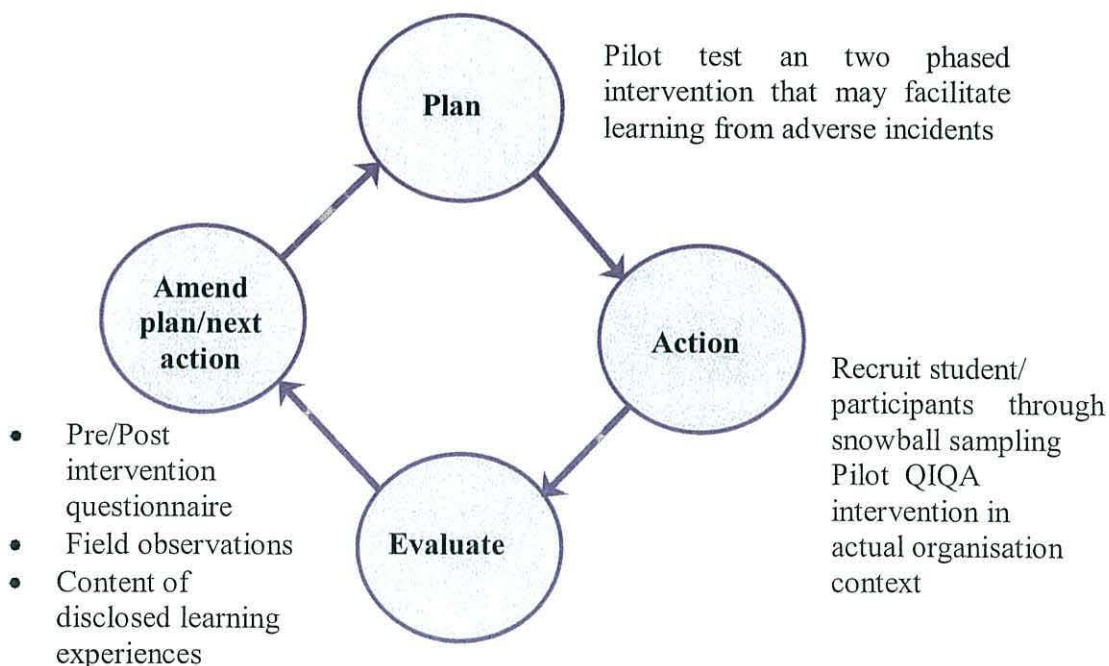 Plan
Pilot test an two phased
intervention that may facilitate
learning from adverse incidents
Action
Recruit student/
participants through
snowball sampling
Pilot QIQA
intervention in
actual organisation
context
Evaluate
• Pre/Post
intervention
questionnaire
• Field observations
• Content of
disclosed learning
experiences
Amend
plan/next
action